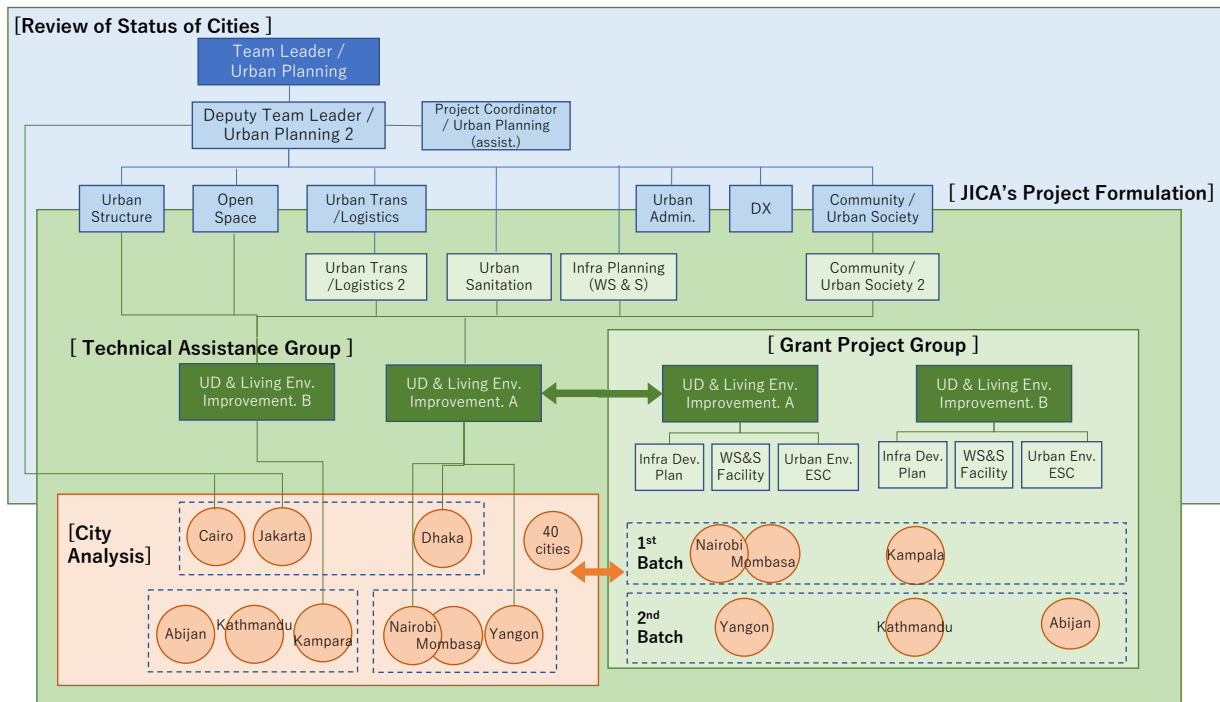 [Review of Status of Cities ]
Team Leader /
Urban Planning
Deputy Team Leader /
Urban Planning 2
Project Coordinator
/ Urban Planning
(assist.)
Urban
Structure
Open
Space
Urban Trans
/Logistics
Urban
Admin.
DX
Community /
Urban Society
[ JICA's Project Formulation]
Urban Trans
/Logistics 2
Urban
Sanitation
Infra Planning
(WS & S)
Community /
Urban Society 2
[ Technical Assistance Group ]
UD & Living Env.
Improvement. B
UD & Living Env.
Improvement. A
[ Grant Project Group ]
UD & Living Env.
Improvement. A
UD & Living Env.
Improvement. B
Infra Dev.
Plan
WS&S
Facility
Urban Env.
ESC
Infra Dev.
Plan
WS&S
Facility
Urban Env.
ESC
[City
Analysis]
Cairo
Jakarta
Dhaka
40
cities
Abijan
Kathmandu
Kampara
Nairobi
Mombasa
Yangon
1st
Batch
Nairobi
Mombasa
Kampala
2nd
Batch
Yangon
Kathmandu
Abijan